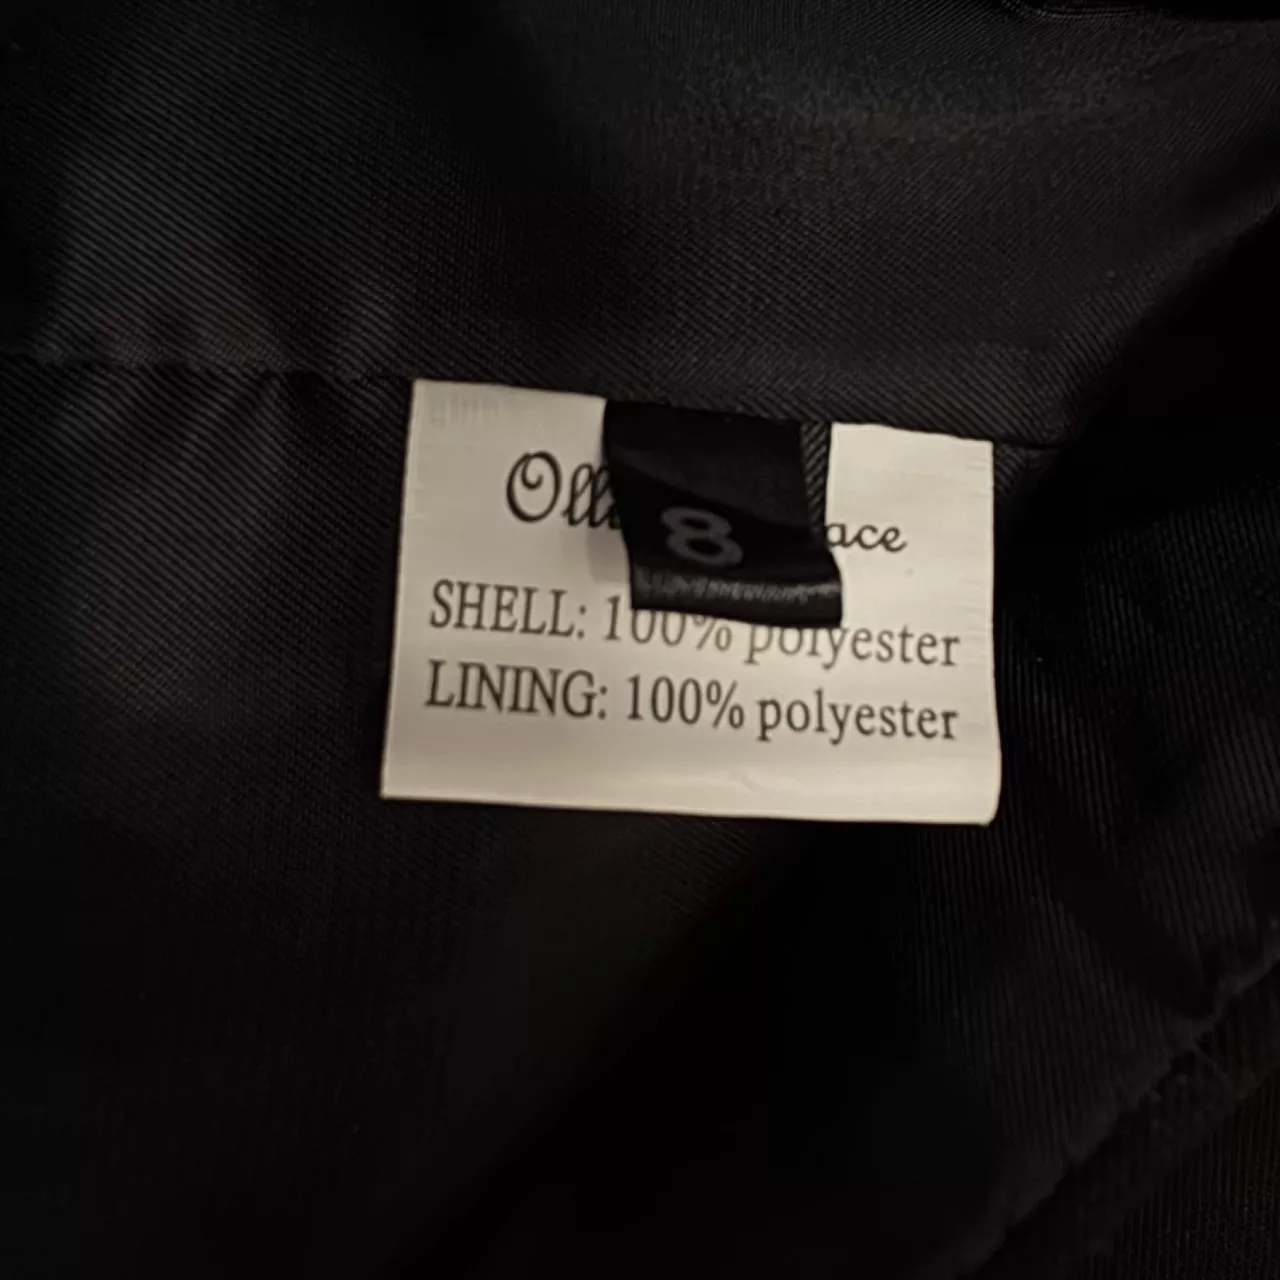 8
SHELL: 100% polyester
LINING: 100% polyester